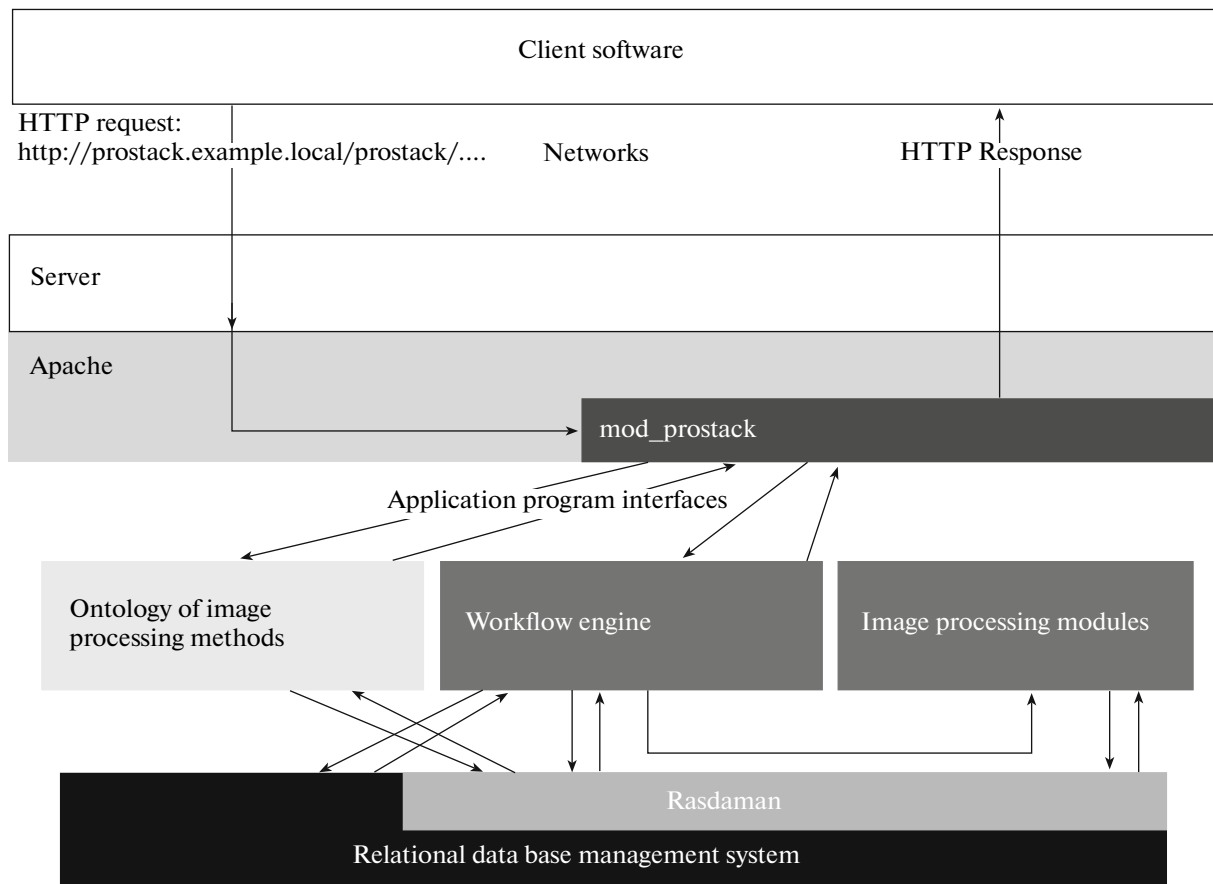 Client software
HTTP request:
http://prostack.example.local/prostack/....
Networks
HTTP Response
Server
Apache
mod_prostack
Application program interfaces
Ontology of image
processing methods
Workflow engine
Image processing modules
Rasdaman
Relational data base management system